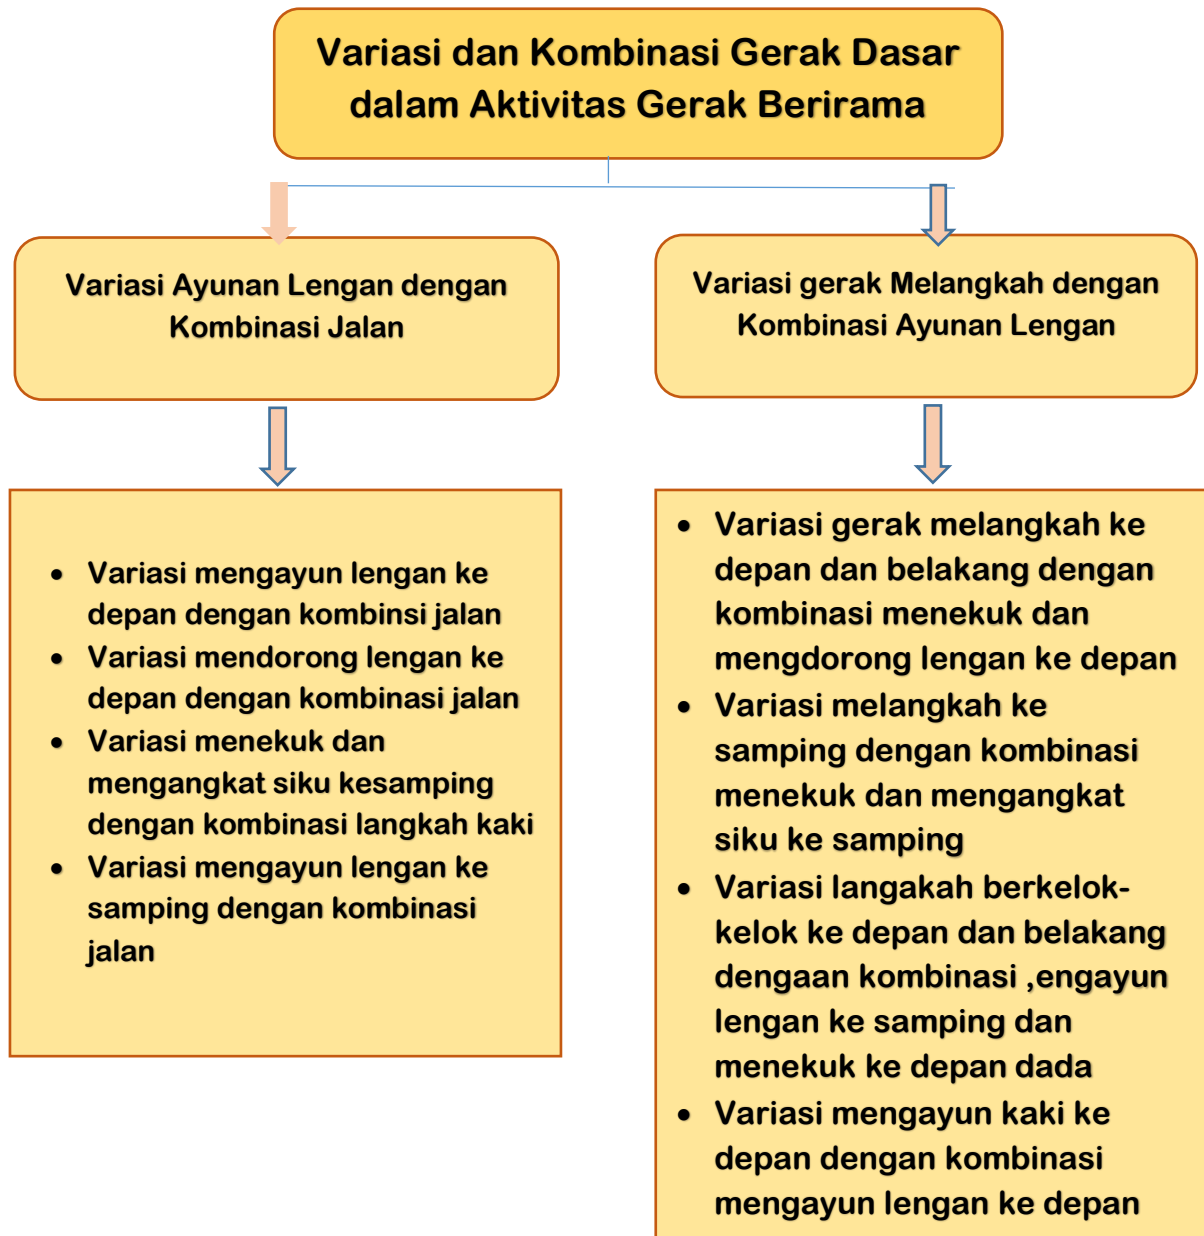 Variasi dan Kombinasi Gerak Dasar
dalam Aktivitas Gerak Berirama
Variasi Ayunan Lengan dengan
Kombinasi Jalan
Variasi gerak Melangkah dengan
Kombinasi Ayunan Lengan
• Variasi mengayun lengan ke
depan dengan kombinsi jalan
• Variasi mendorong lengan ke
depan dengan kombinasi jalan
• Variasi menekuk dan
mengangkat siku kesamping
dengan kombinasi langkah kaki
• Variasi mengayun lengan ke
samping dengan kombinasi
jalan
• Variasi gerak melangkah ke
depan dan belakang dengan
kombinasi menekuk dan
mengdorong lengan ke depan
• Variasi melangkah ke
samping dengan kombinasi
menekuk dan mengangkat
siku ke samping
• Variasi langakah berkelok-
kelok ke depan dan belakang
dengaan kombinasi ,engayun
lengan ke samping dan
menekuk ke depan dada
• Variasi mengayun kaki ke
depan dengan kombinasi
mengayun lengan ke depan